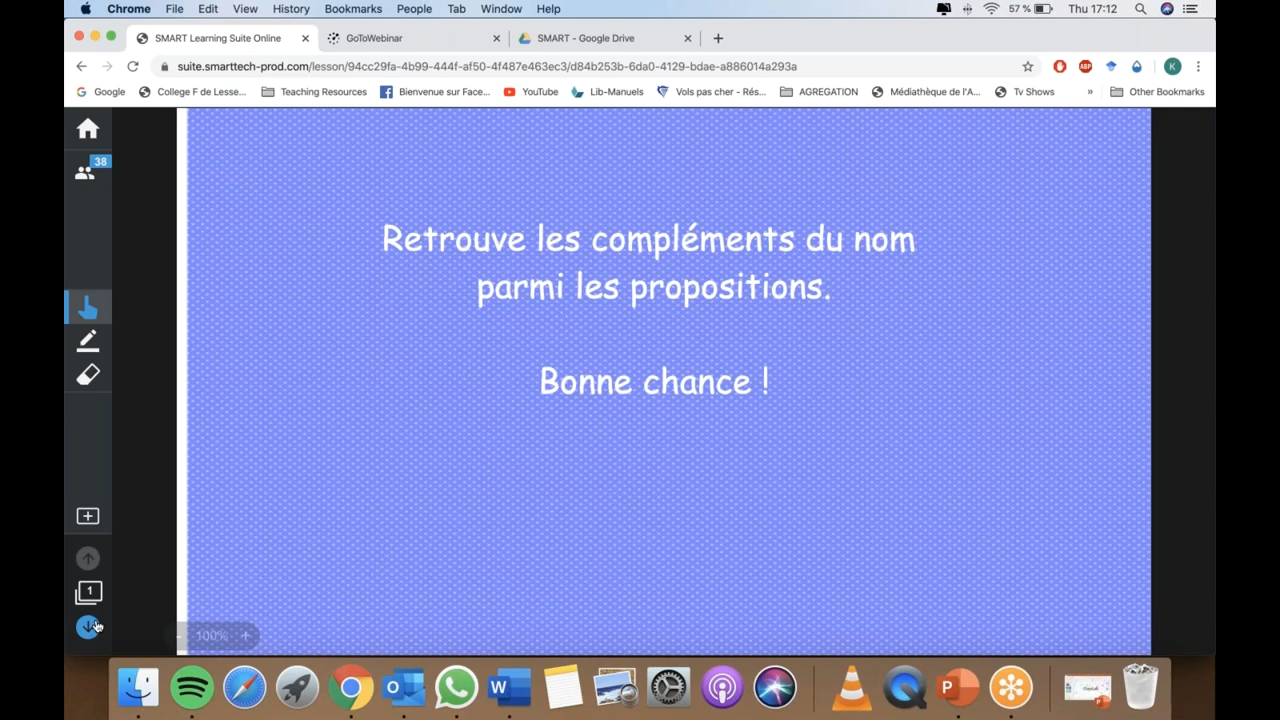 Chrome File Edit View History Bookmarks People Tab Window Help 57 % Thu 17:12
SMART Learning Suite Online GoToWebinar SMART - Google Drive
suite.smarttech-prod.com/lesson/94cc29fa-4b99-444f-af50-4f487e463ec3/d84b253b-6da0-4129-bdae-a886014a293a ABP K
Google College F de Lesse... Teaching Resources Bienvenue sur Face... YouTube Lib-Manuels Vols pas cher - Rés... AGREGATION Médiathèque de l'A... Tv Shows » Other Bookmarks
38
Retrouve les compléments du nom
parmi les propositions.
Bonne chance !
1
- 100% +
O W P